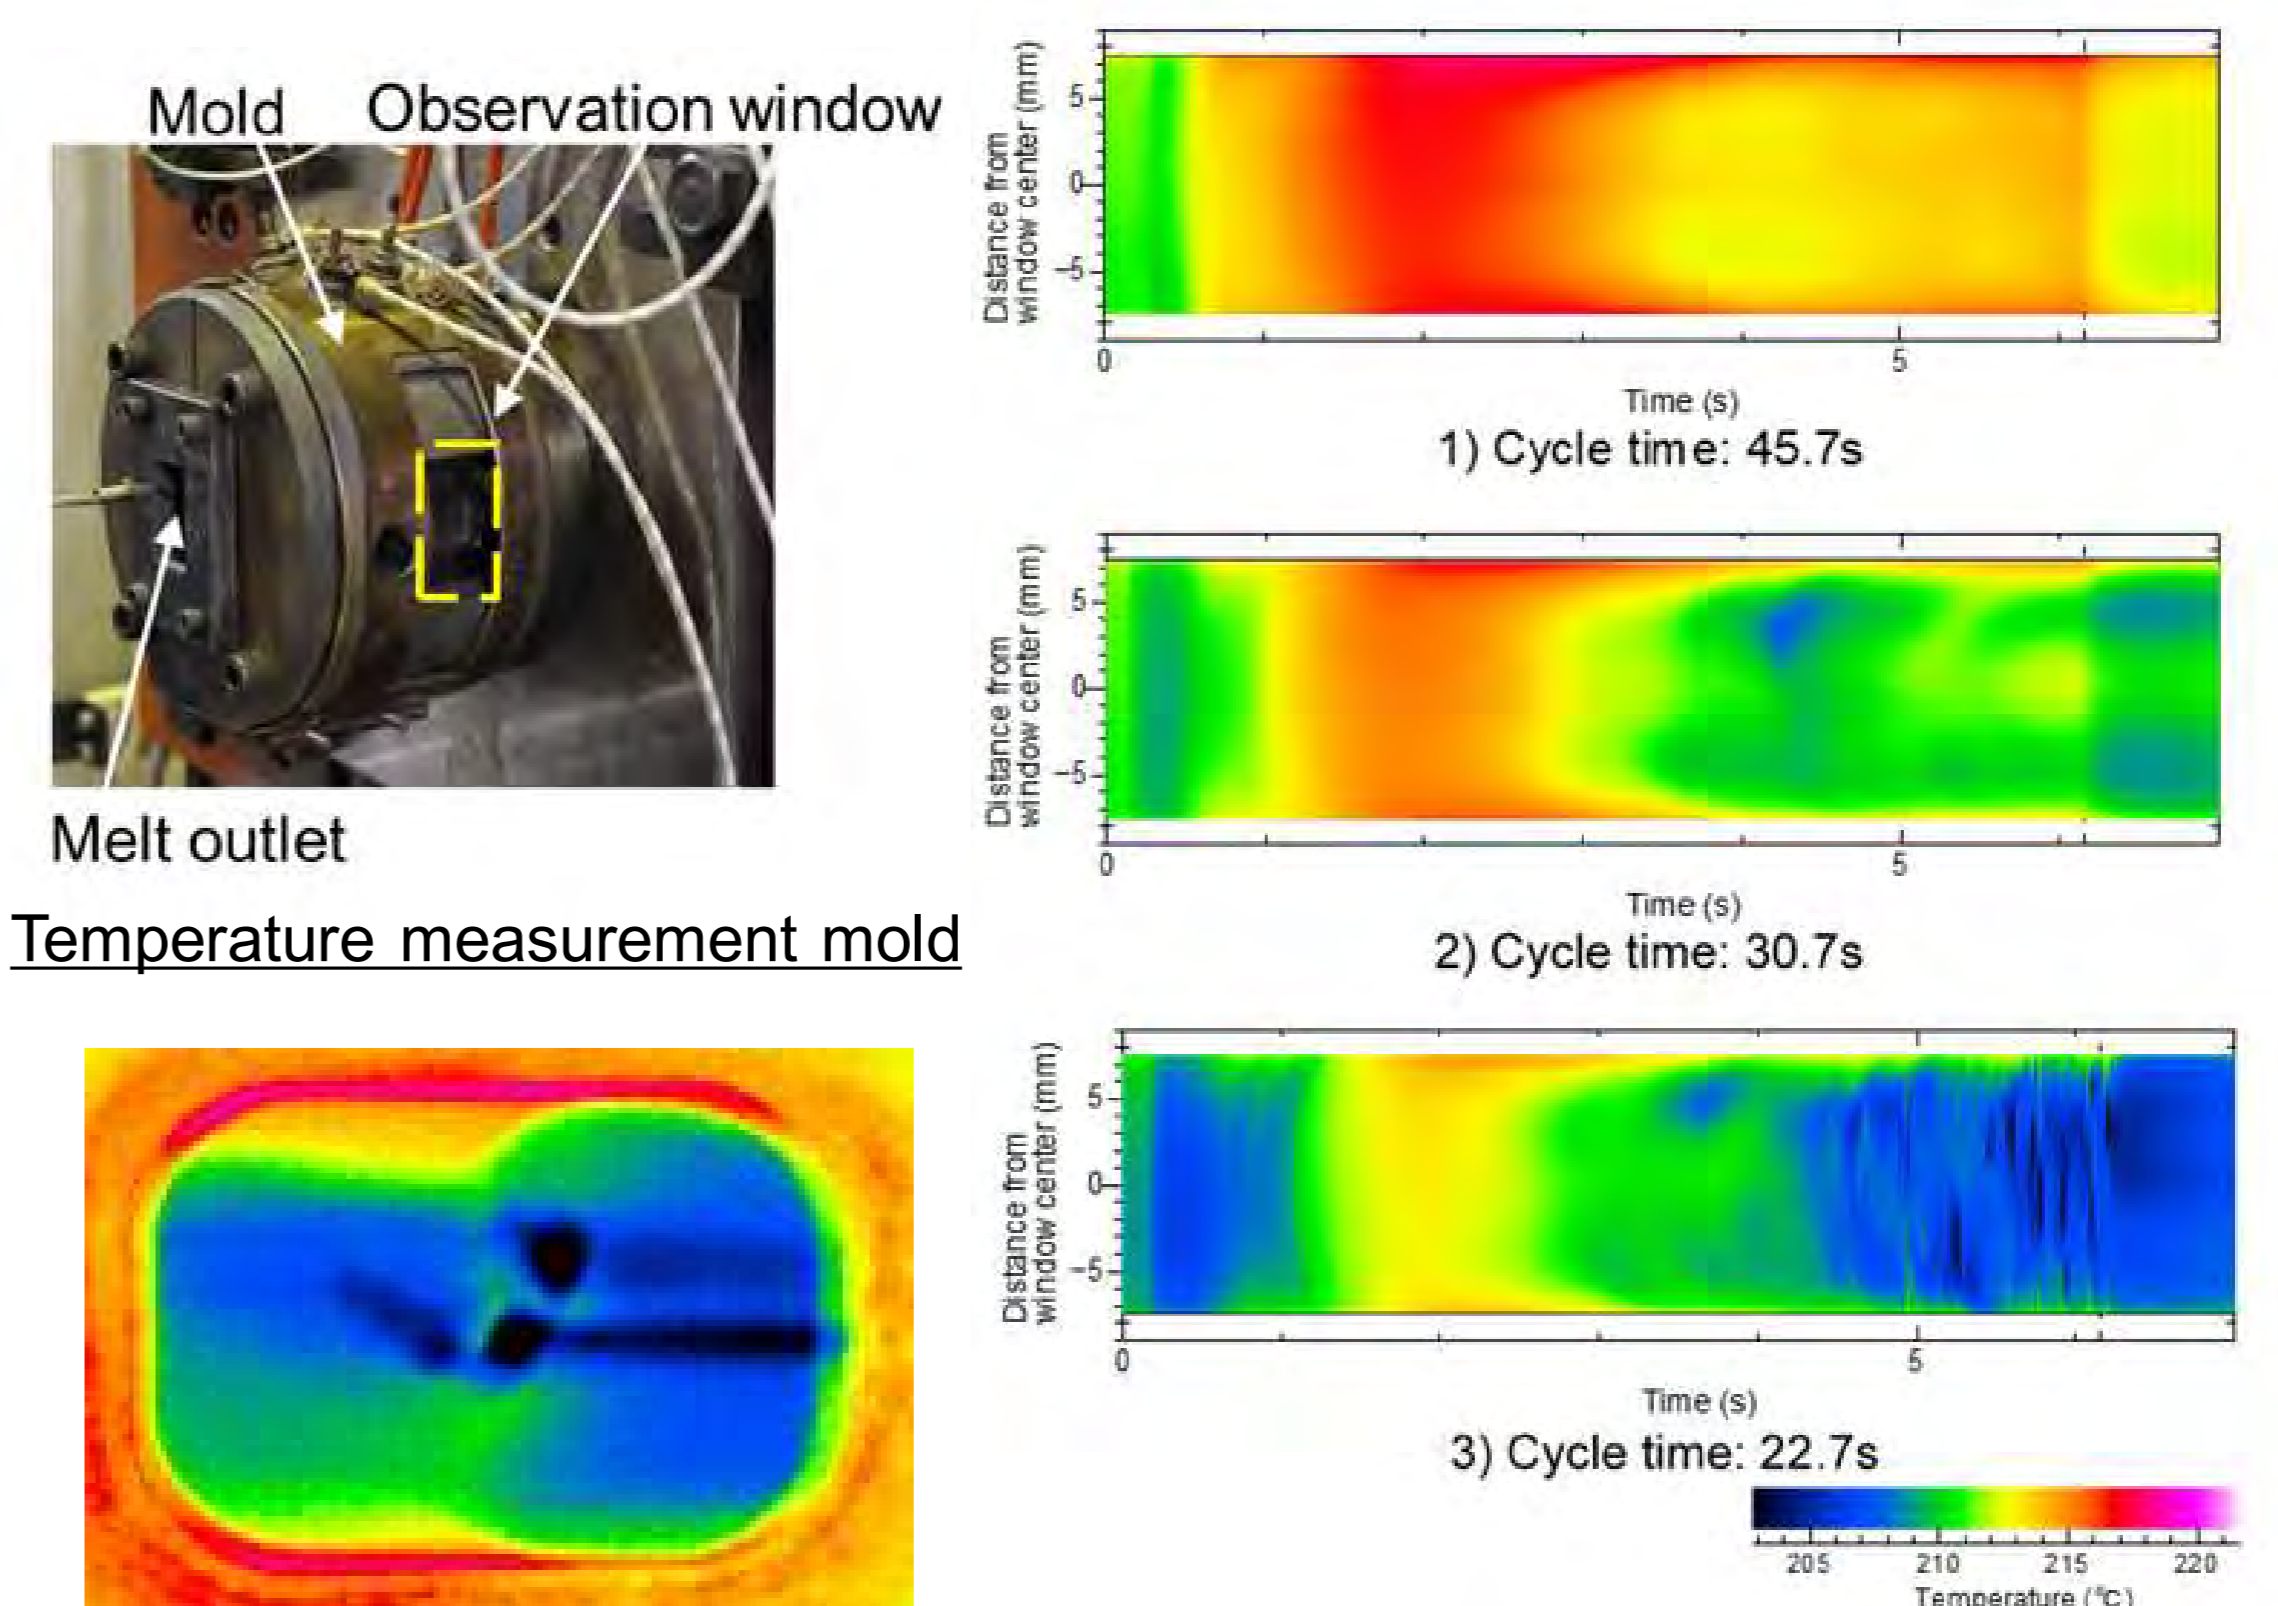 Mold
Observation window
Melt outlet
Temperature measurement mold
Distance from
window center (mm)
5
0
−5
0
5
Time (s)
1) Cycle time: 45.7s
Distance from
window center (mm)
5
0
−5
0
5
Time (s)
2) Cycle time: 30.7s
Distance from
window center (mm)
5
0
−5
0
5
Time (s)
3) Cycle time: 22.7s
205
210
215
220
Temperature (°C)